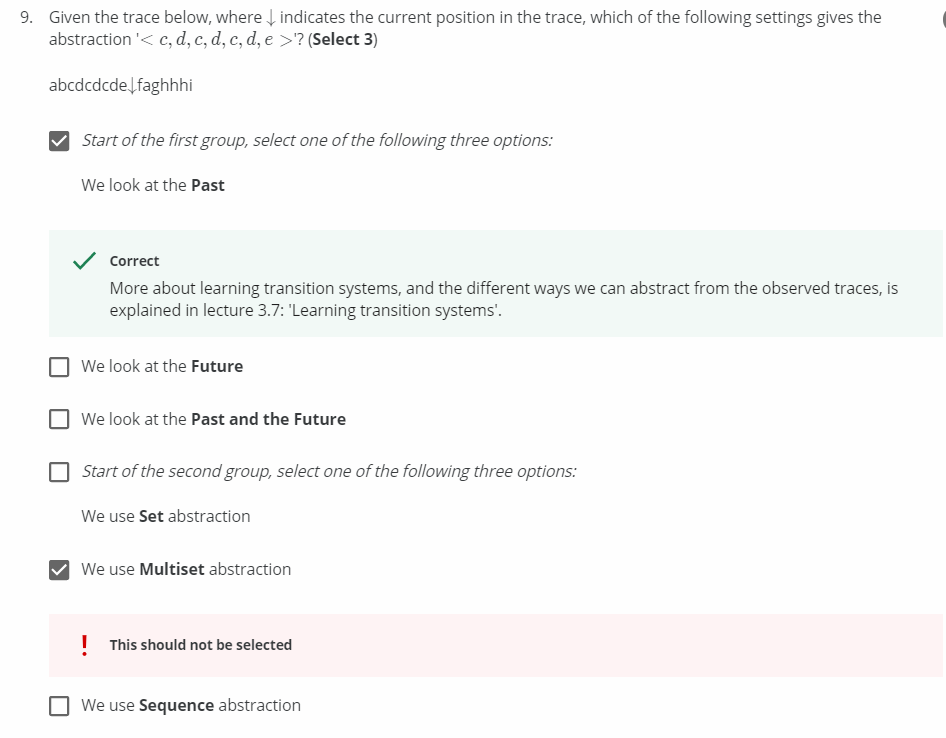 9. Given the trace below, where ↓ indicates the current position in the trace, which of the following settings gives the
abstraction '< c, d, c, d, c, d, e >'? (Select 3)
abcdcdcde↓faghhhi
Start of the first group, select one of the following three options:
We look at the Past
Correct
More about learning transition systems, and the different ways we can abstract from the observed traces, is
explained in lecture 3.7: 'Learning transition systems'.
We look at the Future
We look at the Past and the Future
Start of the second group, select one of the following three options:
We use Set abstraction
We use Multiset abstraction
! This should not be selected
We use Sequence abstraction